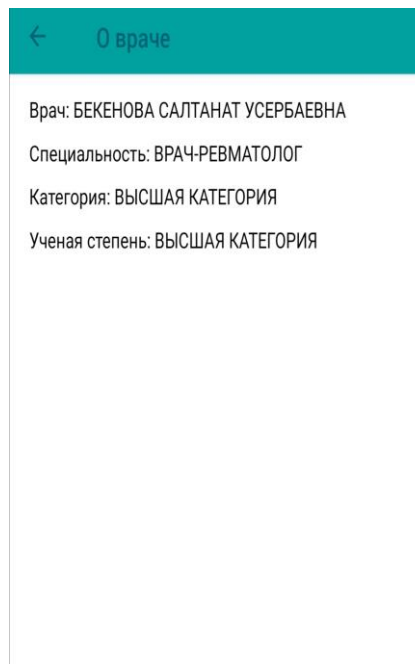 О враче
Врач: БЕКЕНОВА САЛТАНАТ УСЕРБАЕВНА
Специальность: ВРАЧ-РЕВМАТОЛОГ
Категория: ВЫСШАЯ КАТЕГОРИЯ
Ученая степень: ВЫСШАЯ КАТЕГОРИЯ